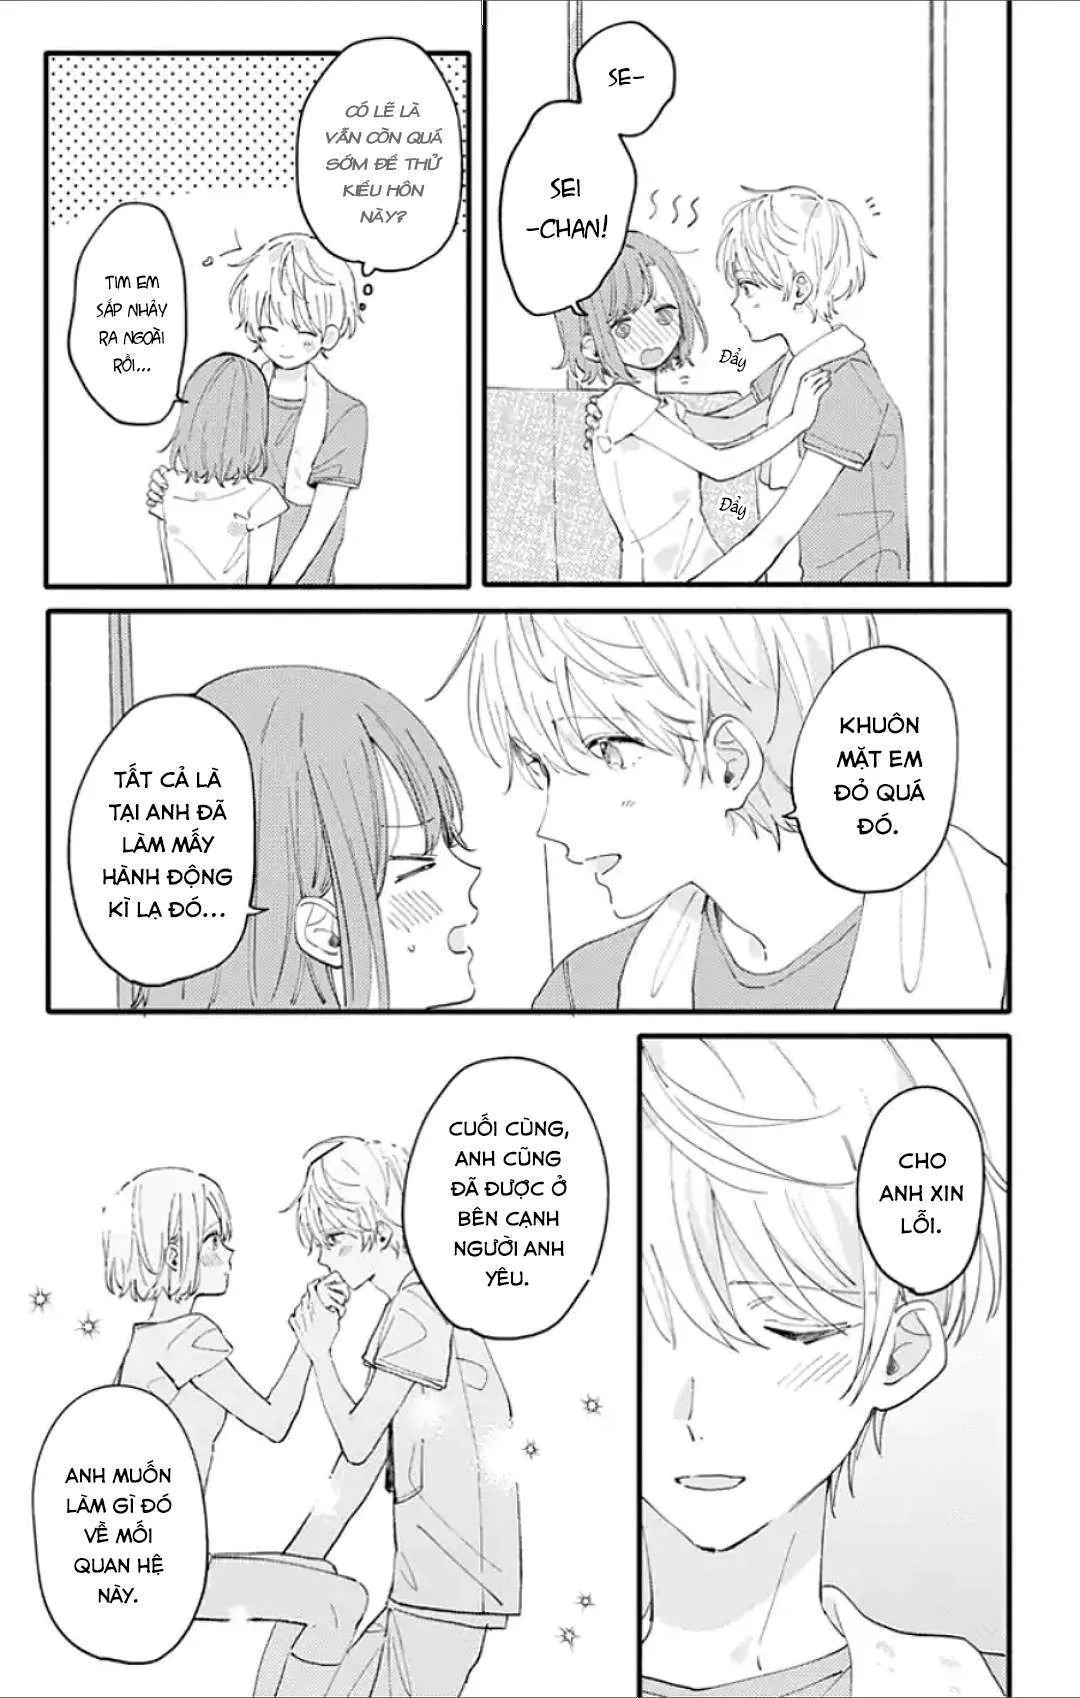 SE-
SEI
-CHAN!
Đẩy
Đẩy
CÓ LẼ LÀ
VẪN CÒN QUÁ
SỚM ĐỂ THỬ
KIỂU HÔN
NÀY?
TIM EM
SẮP NHẢY
RA NGOÀI
RỒI...
KHUÔN
MẶT EM
ĐỎ QUÁ
ĐÓ.
TẤT CẢ LÀ
TẠI ANH ĐÃ
LÀM MẤY
HÀNH ĐỘNG
KÌ LẠ ĐÓ...
CHO
ANH XIN
LỖI.
CUỐI CÙNG,
ANH CŨNG
ĐÃ ĐƯỢC Ở
BÊN CẠNH
NGƯỜI ANH
YÊU.
ANH MUỐN
LÀM GÌ ĐÓ
VỀ MỐI
QUAN HỆ
NÀY.